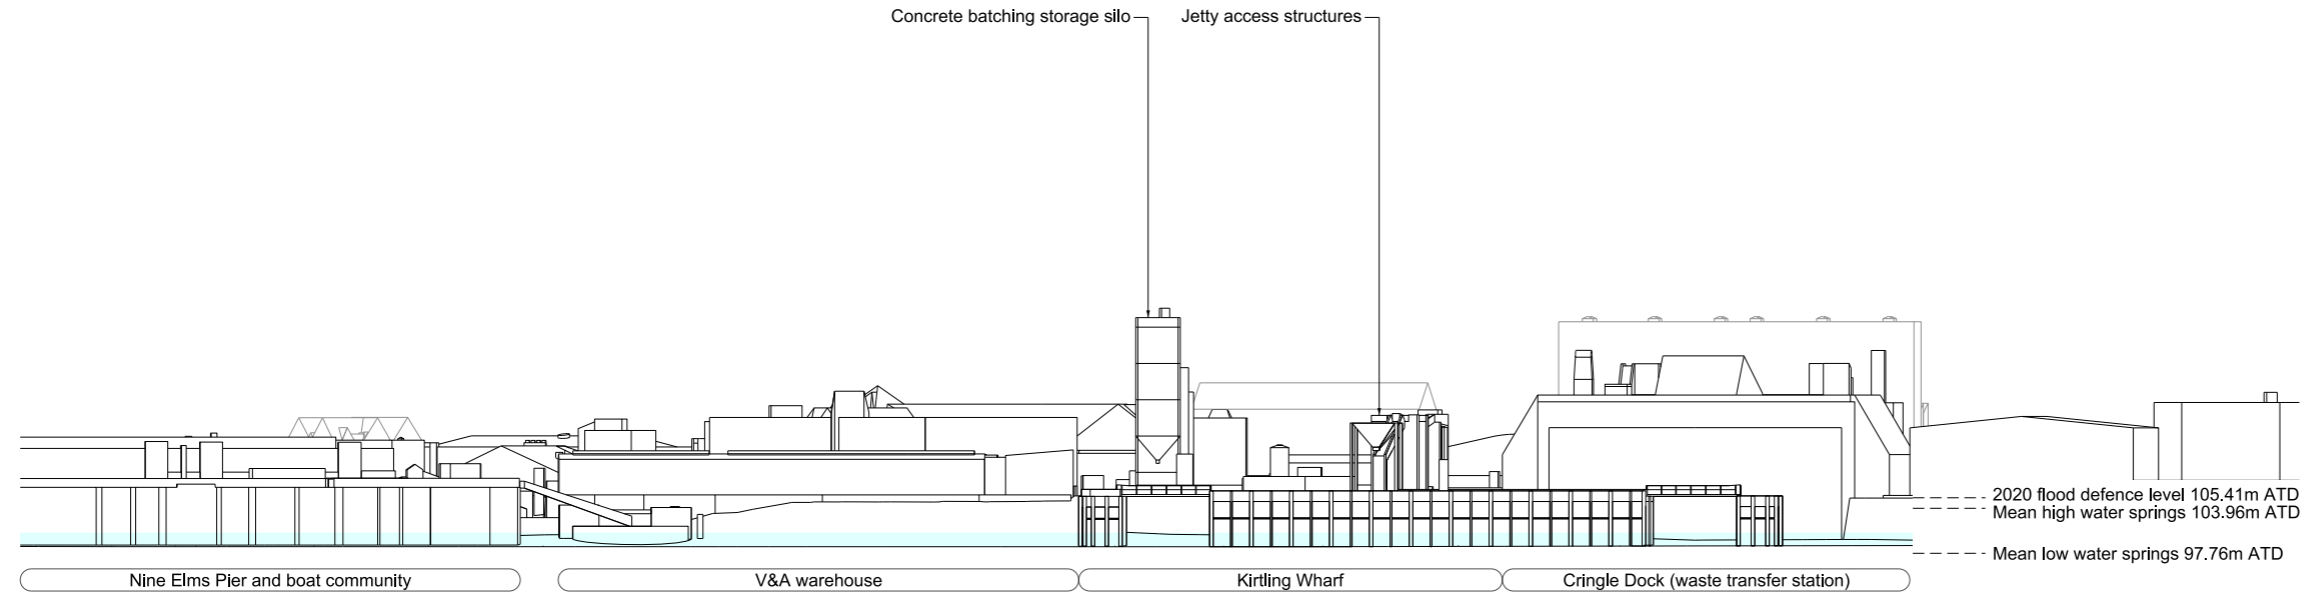 Concrete batching storage silo
Jetty access structures
2020 flood defence level 105.41m ATD
Mean high water springs 103.96m ATD
Mean low water springs 97.76m ATD
Nine Elms Pier and boat community
V&A warehouse
Kirtling Wharf
Cringle Dock (waste transfer station)